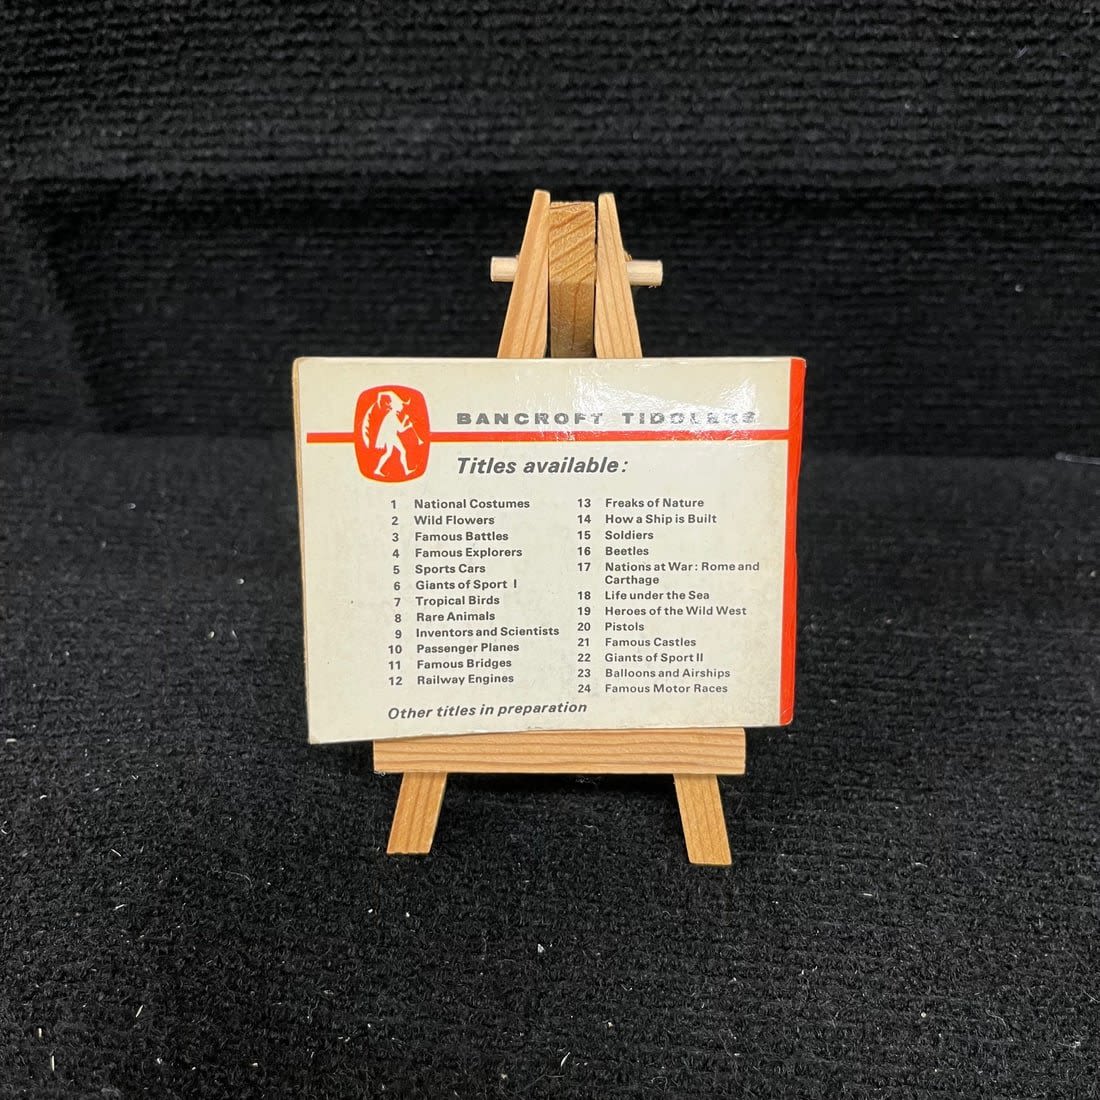 BANCROFT TIDDLERS
Titles available:
1 National Costumes
2 Wild Flowers
3 Famous Battles
4 Famous Explorers
5 Sports Cars
6 Giants of Sport I
7 Tropical Birds
8 Rare Animals
9 Inventors and Scientists
10 Passenger Planes
11 Famous Bridges
12 Railway Engines
13 Freaks of Nature
14 How a Ship is Built
15 Soldiers
16 Beetles
17 Nations at War: Rome and
Carthage
18 Life under the Sea
19 Heroes of the Wild West
20 Pistols
21 Famous Castles
22 Giants of Sport II
23 Balloons and Airships
24 Famous Motor Races
Other titles in preparation